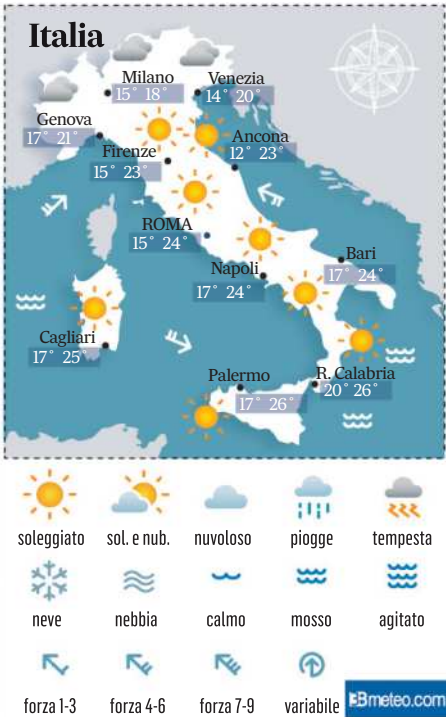 Italia
Milano
15° 18°
Venezia
14° 20°
Genova
17° 21°
Firenze
15° 23°
Ancona
12° 23°
ROMA
15° 24°
Napoli
17° 24°
Bari
17° 24°
Cagliari
17° 25°
Palermo
17° 26°
R. Calabria
20° 26°
soleggiato sol. e nub. nuvoloso piogge tempesta
neve nebbia calmo mosso agitato
forza 1-3 forza 4-6 forza 7-9 variabile
3Bmeteo.com